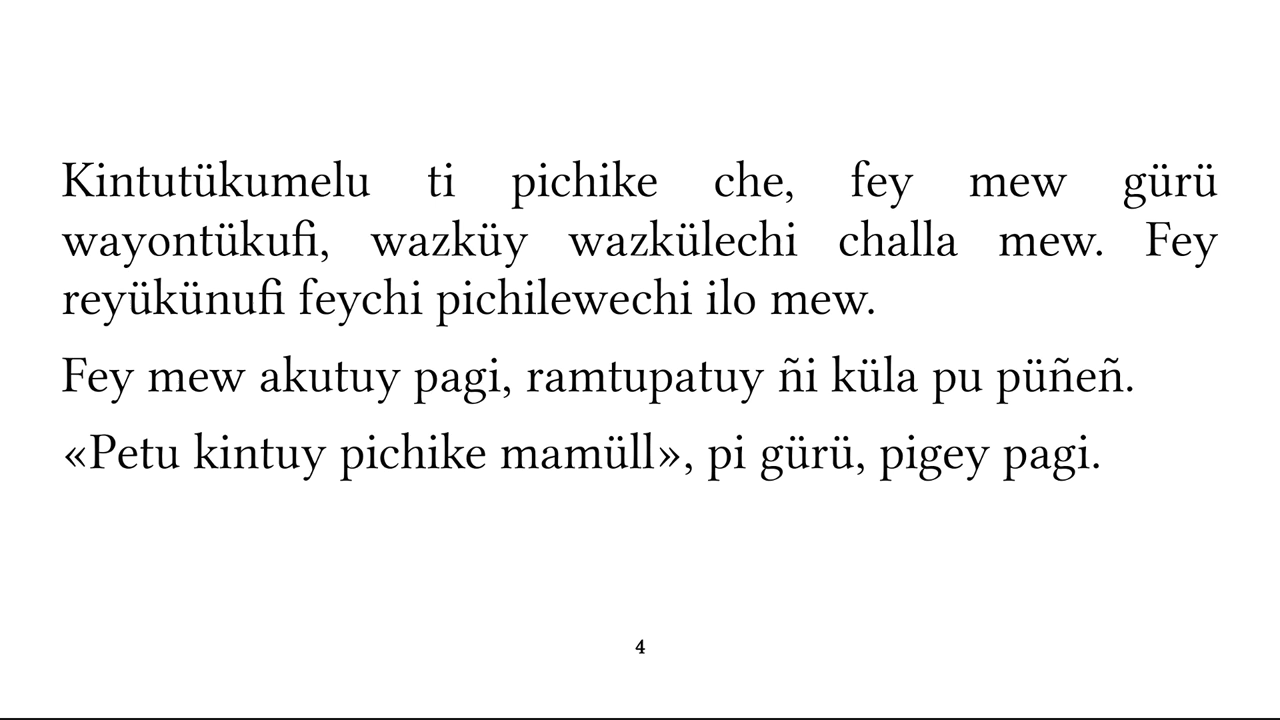 Kintutükumelu ti pichike che, fey mew gürü
wayontükufi, wazküy wazkülechi challa mew. Fey
reyükünufi feychi pichilewechi ilo mew.
Fey mew akutuy pagi, ramtupatuy ñi küla pu püñeñ.
«Petu kintuy pichike mamüll», pi gürü, pigey pagi.
4